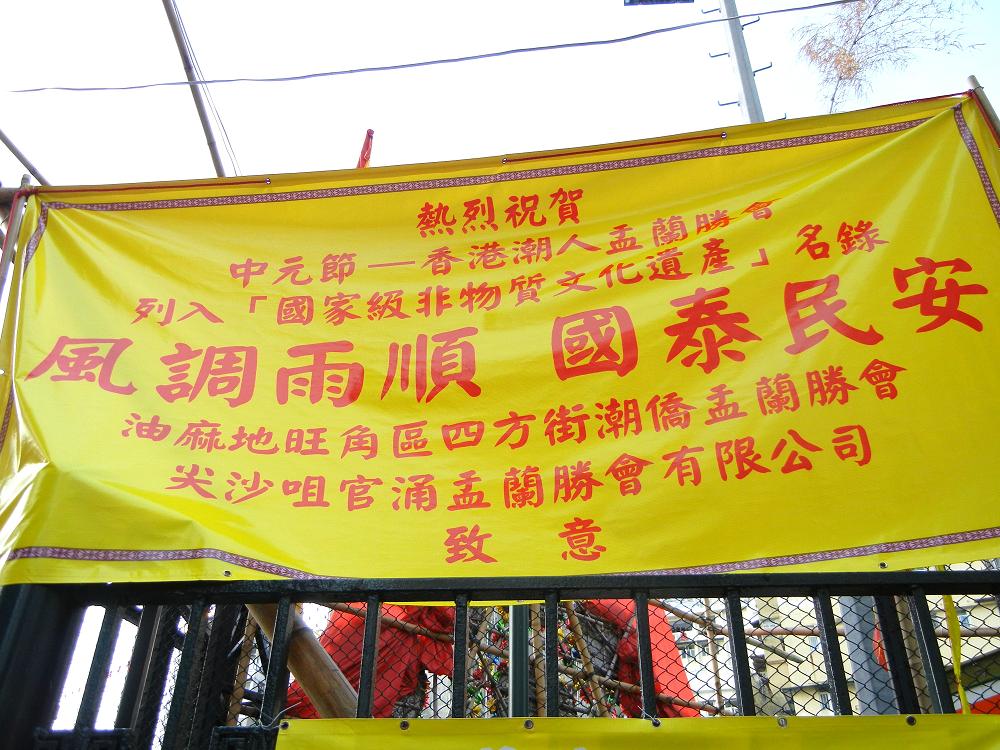 熱烈祝賀
中元節—香港潮人盂蘭勝會
列入「國家級非物質文化遺產」名錄
風調雨順 國泰民安
油麻地旺角區四方街潮僑盂蘭勝會
尖沙咀官涌盂蘭勝會有限公司
致意